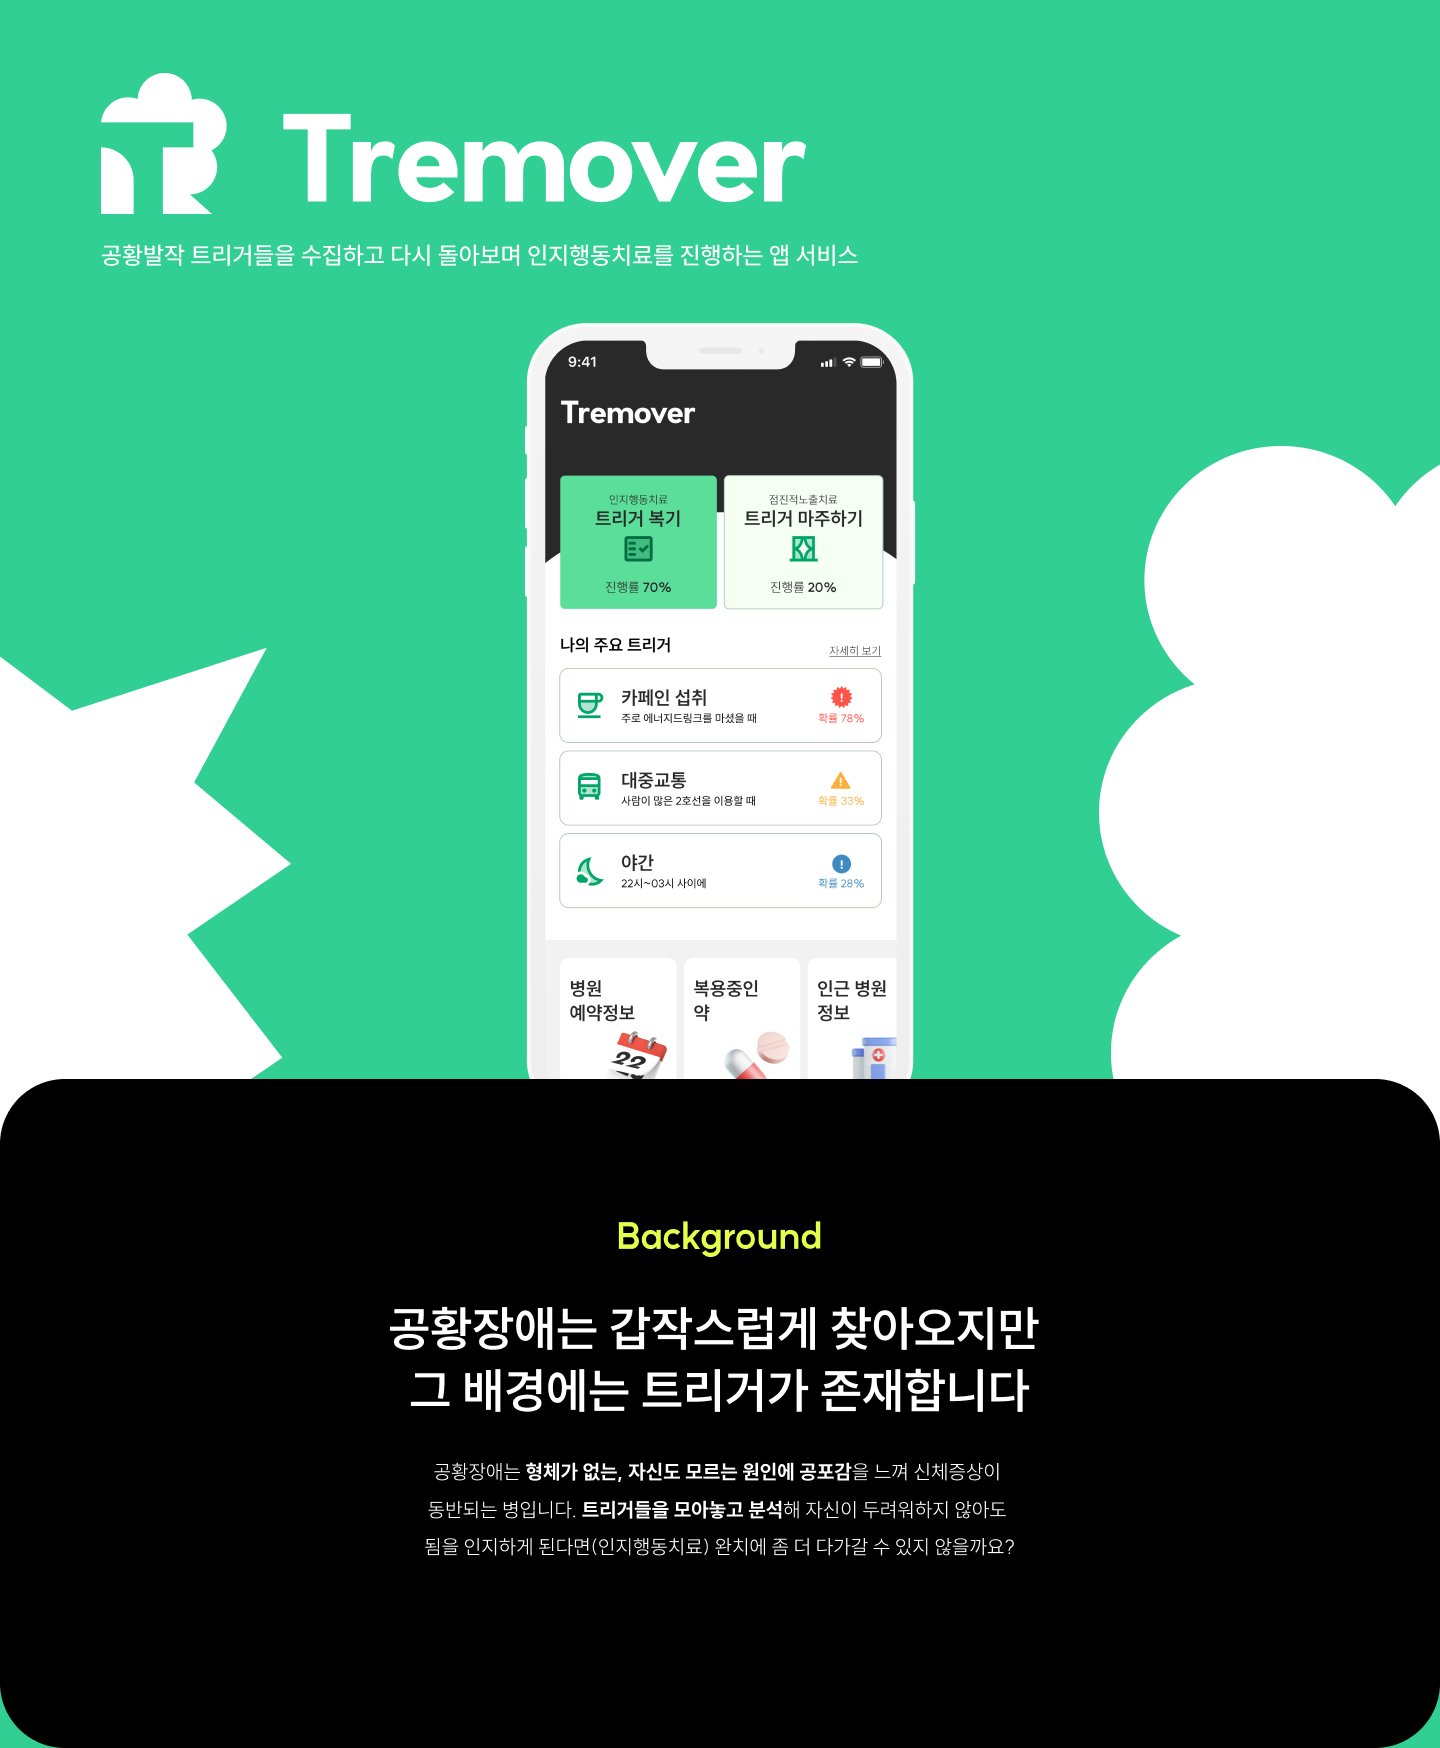 Tremover
공황발작 트리거들을 수집하고 다시 돌아보며 인지행동치료를 진행하는 앱 서비스
9:41
Tremover
인지행동치료
트리거 복기
진행률 70%
점진적노출치료
트리거 마주하기
진행률 20%
나의 주요 트리거
자세히 보기
카페인 섭취
주로 에너지드링크를 마셨을 때
확률 78%
대중교통
사람이 많은 2호선을 이용할 때
확률 33%
야간
22시~03시 사이에
확률 28%
병원
예약정보
22
복용중인
약
인근 병원
정보
Background
공황장애는 갑작스럽게 찾아오지만
그 배경에는 트리거가 존재합니다
공황장애는 형체가 없는, 자신도 모르는 원인에 공포감을 느껴 신체증상이
동반되는 병입니다. 트리거들을 모아놓고 분석해 자신이 두려워하지 않아도
됨을 인지하게 된다면(인지행동치료) 완치에 좀 더 다가갈 수 있지 않을까요?